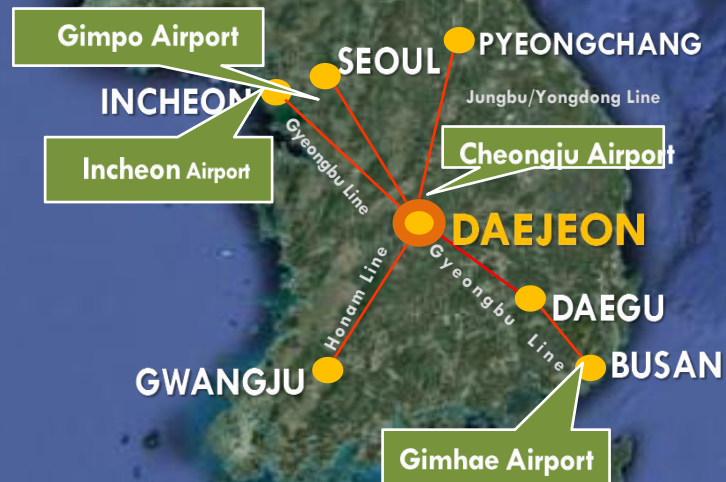 Gimpo Airport
SEOUL
PYEONGCHANG
INCHEON
Jungbu/Yongdong Line
Gyeongbu Line
Cheongju Airport
Incheon Airport
DAEJEON
Honam Line
Gyeongbu Line
DAEGU
GWANGJU
BUSAN
Gimhae Airport